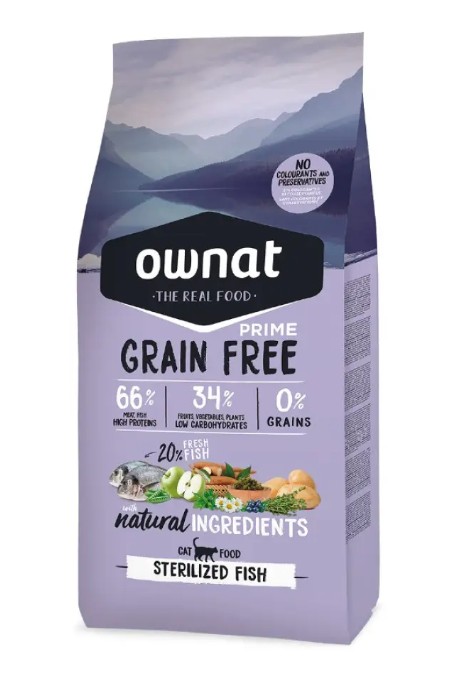 NO
COLOURANTS AND
PRESERVATIVES
ownat
·THE REAL FOOD·
PRIME
GRAIN FREE
66% 34% 0%
MEAT, FISH
HIGH PROTEINS
FRUITS, VEGETABLES, PLANTS
LOW CARBOHYDRATES
GRAINS
20% FRESH
FISH
with
natural INGREDIENTS
CAT FOOD
STERILIZED FISH